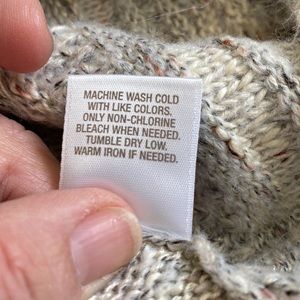 MACHINE WASH COLD
WITH LIKE COLORS,
ONLY NON-CHLORINE
BLEACH WHEN NEEDED.
TUMBLE DRY LOW.
WARM IRON IF NEEDED.